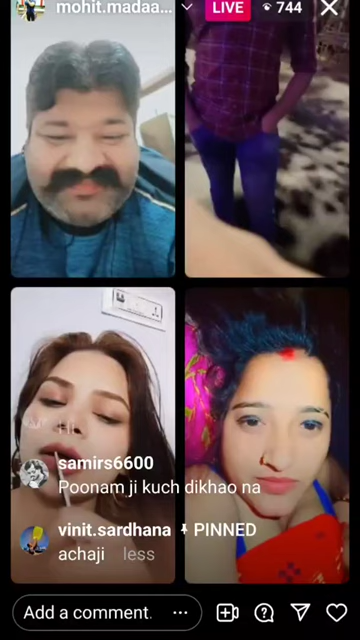 mohit.madaa... LIVE 744
samirs6600
Poonam ji kuch dikhao na
vinit.sardhana PINNED
achaji less
Add a comment.